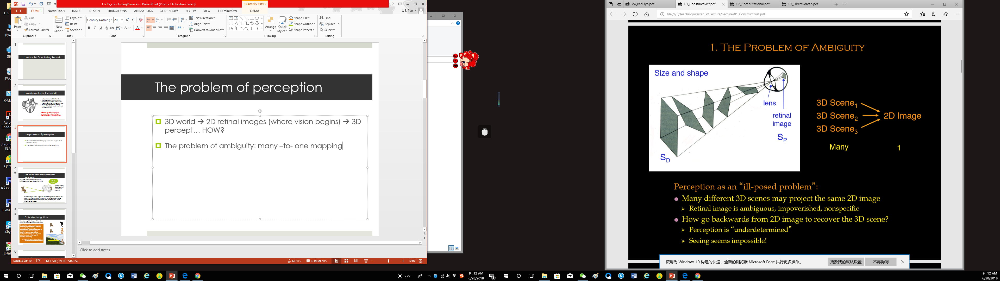 Lec15_concludingRemarks - PowerPoint (Product Activation Failed)
DRAWING TOOLS
FILE HOME Nordri Tools INSERT DESIGN TRANSITIONS ANIMATIONS SLIDE SHOW REVIEW VIEW FILEminimizer FORMAT
J. S. Pan
Paste
Cut
Copy
Format Painter
Clipboard
New Slide
Layout
Reset
Section
Slides
Century Gothic ( 20
Font
Text Direction
Align Text
Convert to SmartArt
Paragraph
Arrange
Quick Styles
Shape Fill
Shape Outline
Shape Effects
Drawing
Find
Replace
Select
Editing
1
Lecture 16: Concluding Remarks
2
How do we know the world?
3
The problem of perception
4
The traditional brain dominant approach
5
Embodied cognition
6
The problem of perception
3D world → 2D retinal images (where vision begins) → 3D
percept… HOW?
The problem of ambiguity: many –to- one mapping
Click to add notes
SLIDE 3 OF 10 ENGLISH (UNITED STATES) NOTES COMMENTS 104%
24_PedDyn.pdf 01_Constructivist.pdf 02_Computational.pdf 03_DirectPercep.pdf
file:///J:/Teaching/warren_PALecture/Lecture/01_Constructivist.pdf
1. The Problem of Ambiguity
Size and shape
lens
retinal
image
SP
SD
3D Scene1
3D Scene2
3D Scene3
2D Image
Many 1
Perception as an “ill-posed problem”:
Many different 3D scenes may project the same 2D image
Retinal image is ambiguous, impoverished, nonspecific
How go backwards from 2D image to recover the 3D scene?
Perception is “underdetermined”
Seeing seems impossible!
使用为 Windows 10 构建的快速、全新的浏览器 Microsoft Edge 执行更多操作。 更改我的默认设置 不再询问
27°C 英 9:12 AM
6/28/2018
9:12 AM
6/28/2018